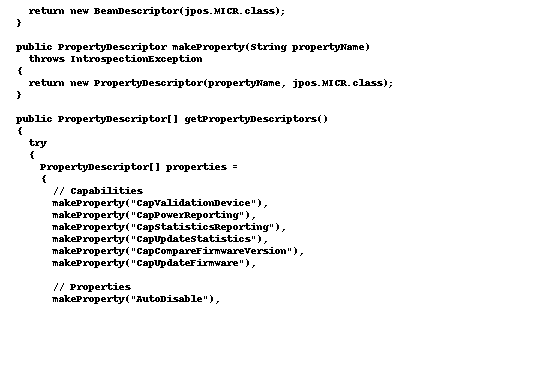 return new BeanDescriptor(jpos.MICR.class);
}
public PropertyDescriptor makeProperty(String propertyName)
throws IntrospectionException
{
return new PropertyDescriptor(propertyName, jpos.MICR.class);
}
public PropertyDescriptor[] getPropertyDescriptors()
{
try
{
PropertyDescriptor[] properties =
{
// Capabilities
makeProperty("CapValidationDevice"),
makeProperty("CapPowerReporting"),
makeProperty("CapStatisticsReporting"),
makeProperty("CapUpdateStatistics"),
makeProperty("CapCompareFirmwareVersion"),
makeProperty("CapUpdateFirmware"),
// Properties
makeProperty("AutoDisable"),